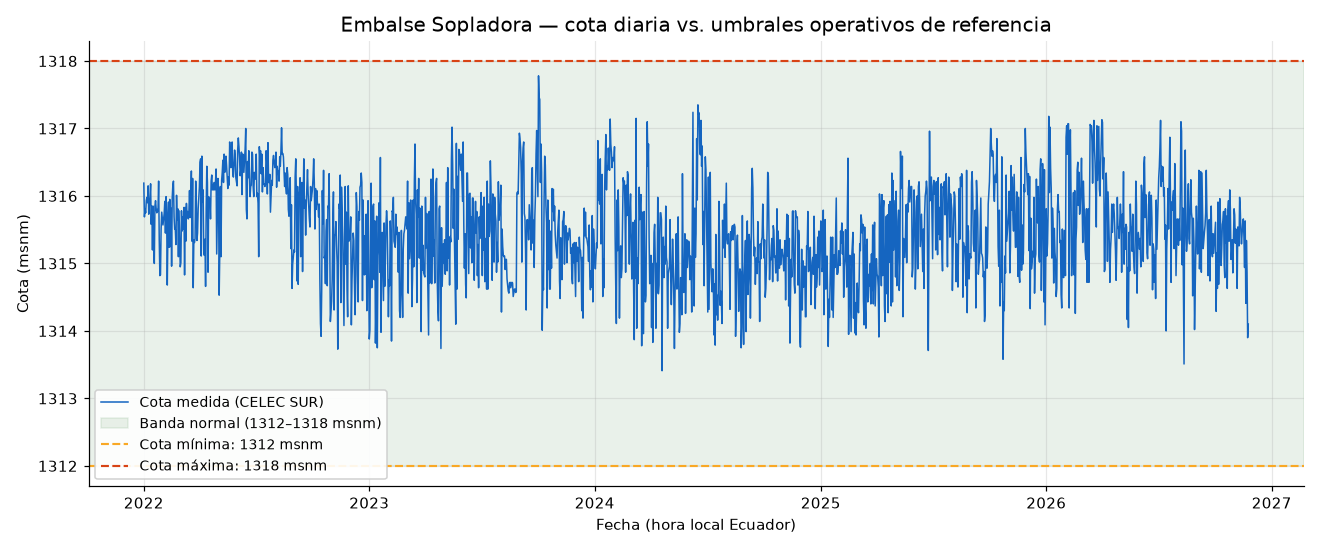 Embalse Sopladora — cota diaria vs. umbrales operativos de referencia
Cota (msnm)
1318
1317
1316
1315
1314
1313
1312
Cota medida (CELEC SUR)
Banda normal (1312–1318 msnm)
Cota mínima: 1312 msnm
Cota máxima: 1318 msnm
2022 2023 2024 2025 2026 2027
Fecha (hora local Ecuador)